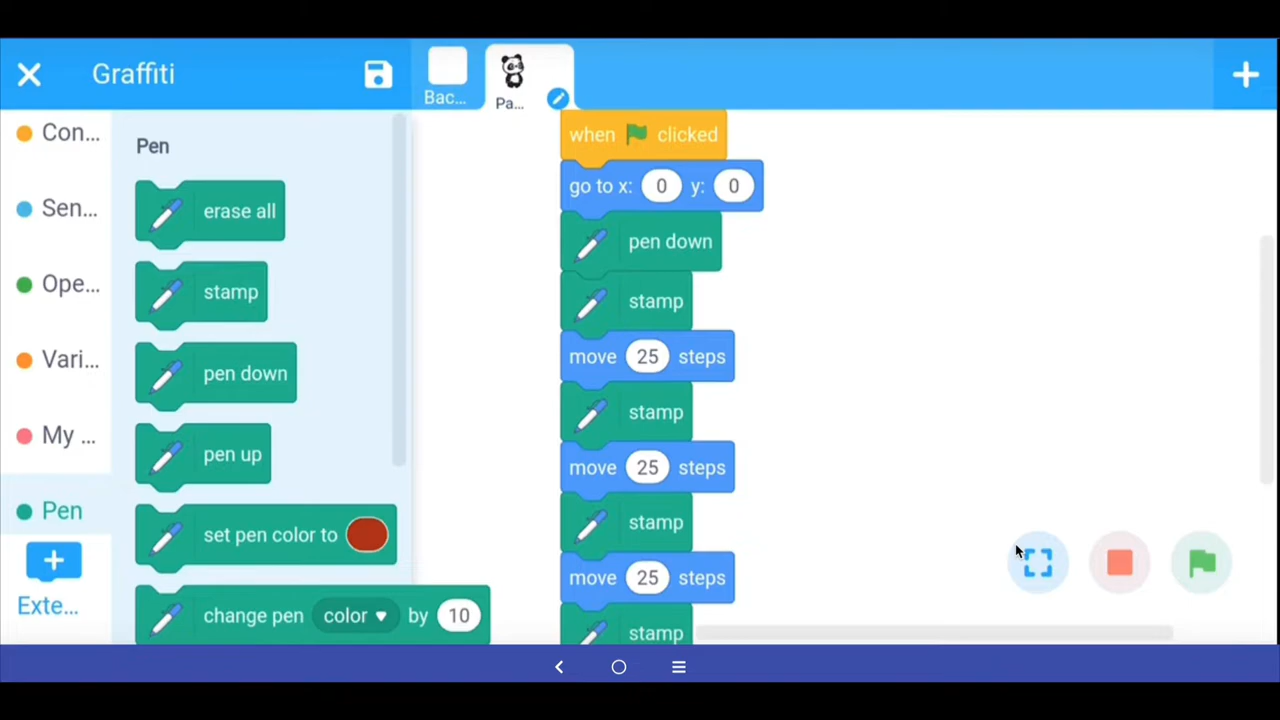 Graffiti
Bac...
Pa...
Con...
Sen...
Ope...
Vari...
My ...
Pen
Exte...
Pen
erase all
stamp
pen down
pen up
set pen color to
change pen color by 10
when clicked
go to x: 0 y: 0
pen down
stamp
move 25 steps
stamp
move 25 steps
stamp
move 25 steps
stamp